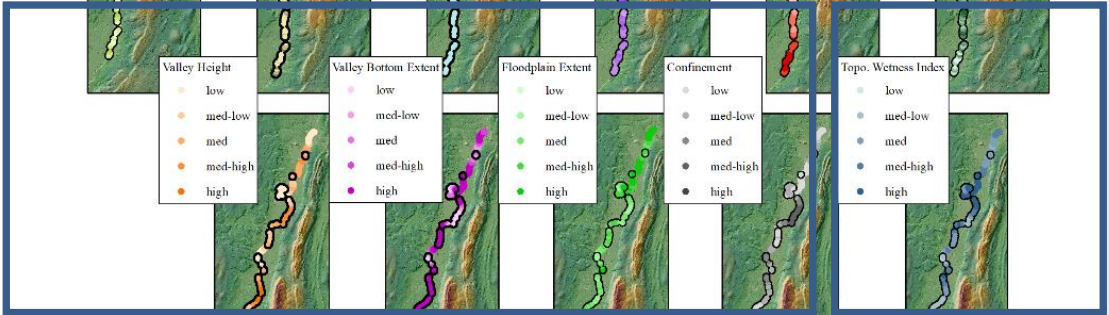 Valley Height
low
med-low
med
med-high
high
Valley Bottom Extent
low
med-low
med
med-high
high
Floodplain Extent
low
med-low
med
med-high
high
Confinement
low
med-low
med
med-high
high
Topo. Wetness Index
low
med-low
med
med-high
high